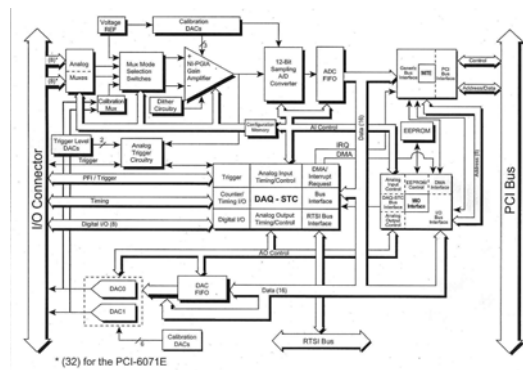 Voltage
REF
Calibration
DACs
3
(8)*
(8)*
Analog
Muxes
Mux Mode
Selection
Switches
NI-PGIA
Gain
Amplifier
12-Bit
Sampling
A/D
Converter
ADC
FIFO
Generic
Bus
Interface
MITE
PCI
Bus
Interface
Control
Address/Data
Calibration
Mux
Dither
Circuitry
Configuration
Memory
AI Control
Data (16)
EEPROM
Trigger Level
DACs
2
Analog
Trigger
Circuitry
Trigger
IRQ
DMA
Address (5)
PFI / Trigger
Trigger
Analog Input
Timing/Control
DMA/
Interrupt
Request
Analog
Input
Control
EEPROM
Control
DMA
Interface
Timing
Counter/
Timing I/O
DAQ - STC
Bus
Interface
DAQ-STC
Bus
Interface
I/O
Bus
Interface
Digital I/O (8)
Digital I/O
Analog Output
Timing/Control
RTSI Bus
Interface
Analog
Output
Control
AO Control
DAC0
DAC1
DAC
FIFO
Data (16)
Calibration
DACs
RTSI Bus
I/O Connector
PCI Bus
* (32) for the PCI-6071E